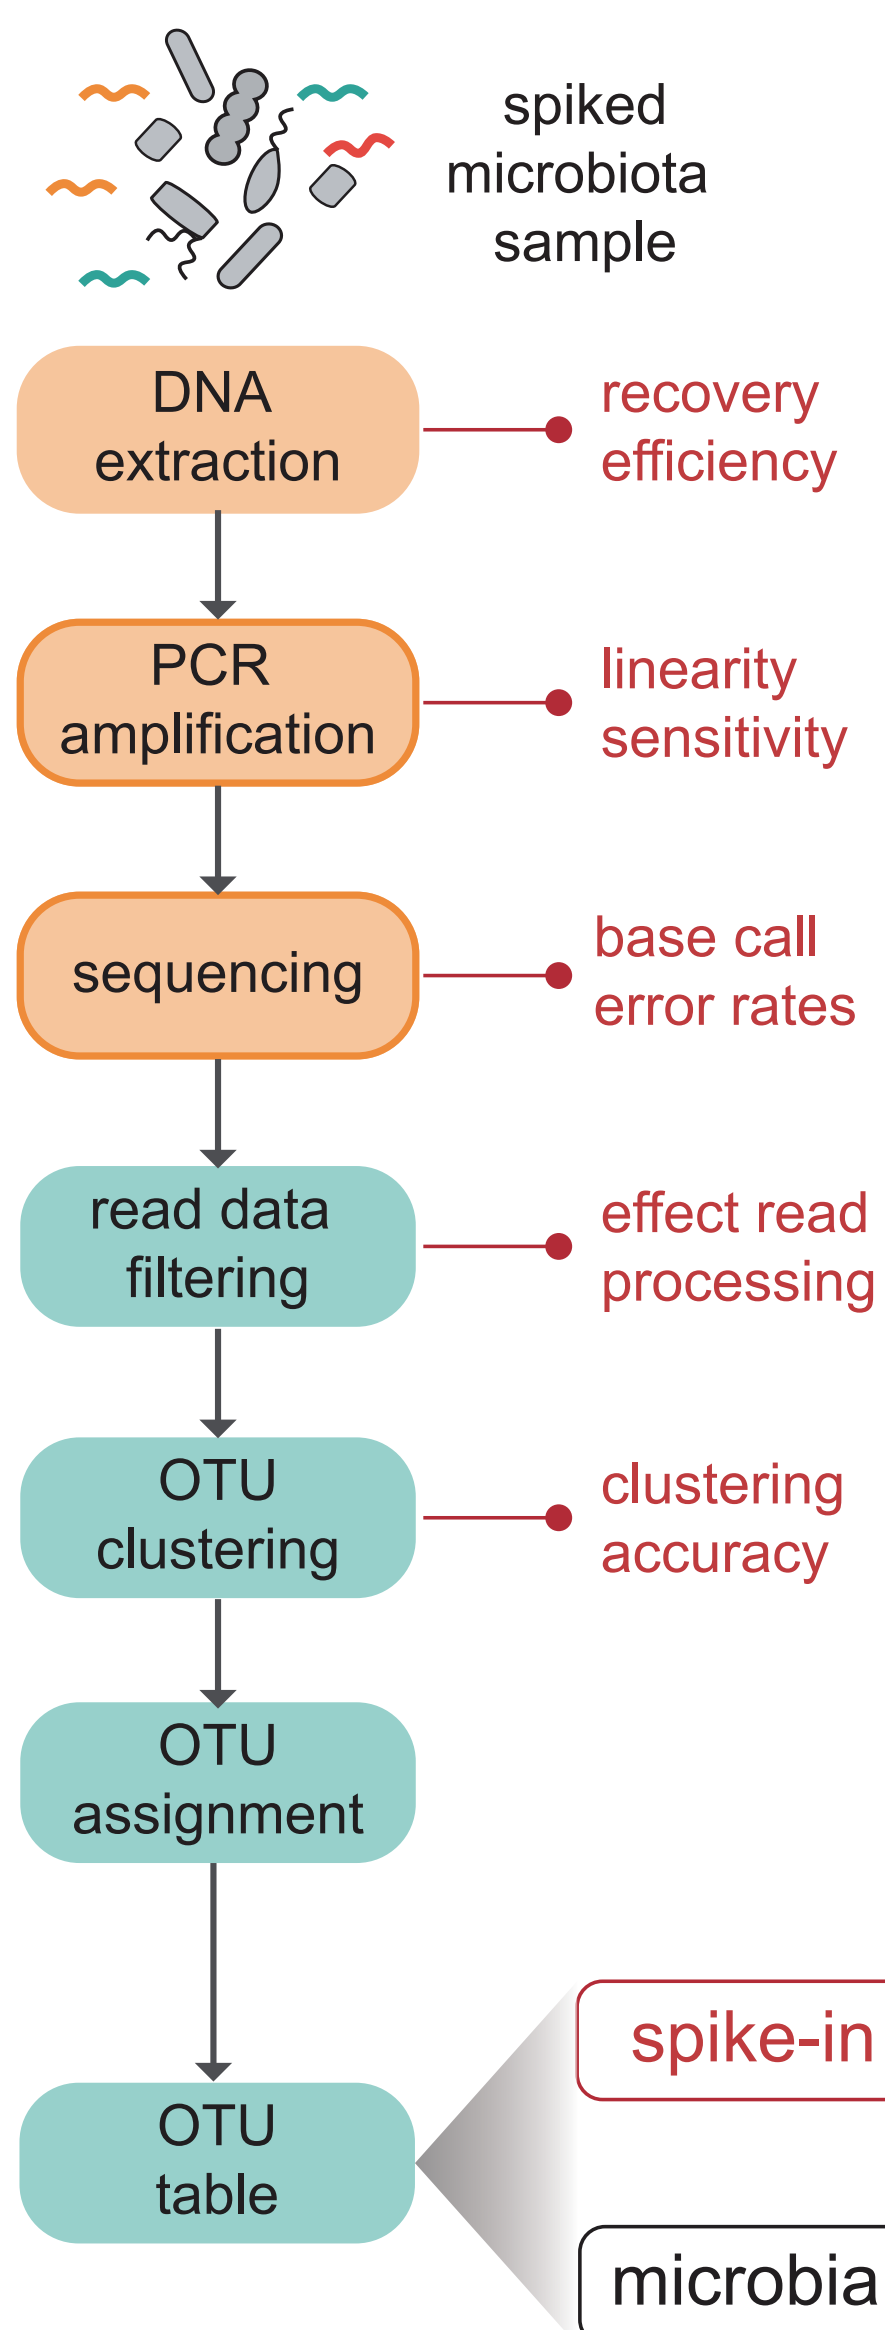 spiked
microbiota
sample
DNA
extraction
recovery
efficiency
PCR
amplification
linearity
sensitivity
sequencing
base call
error rates
read data
filtering
effect read
processing
OTU
clustering
clustering
accuracy
OTU
assignment
spike-in
OTU
table
microbia